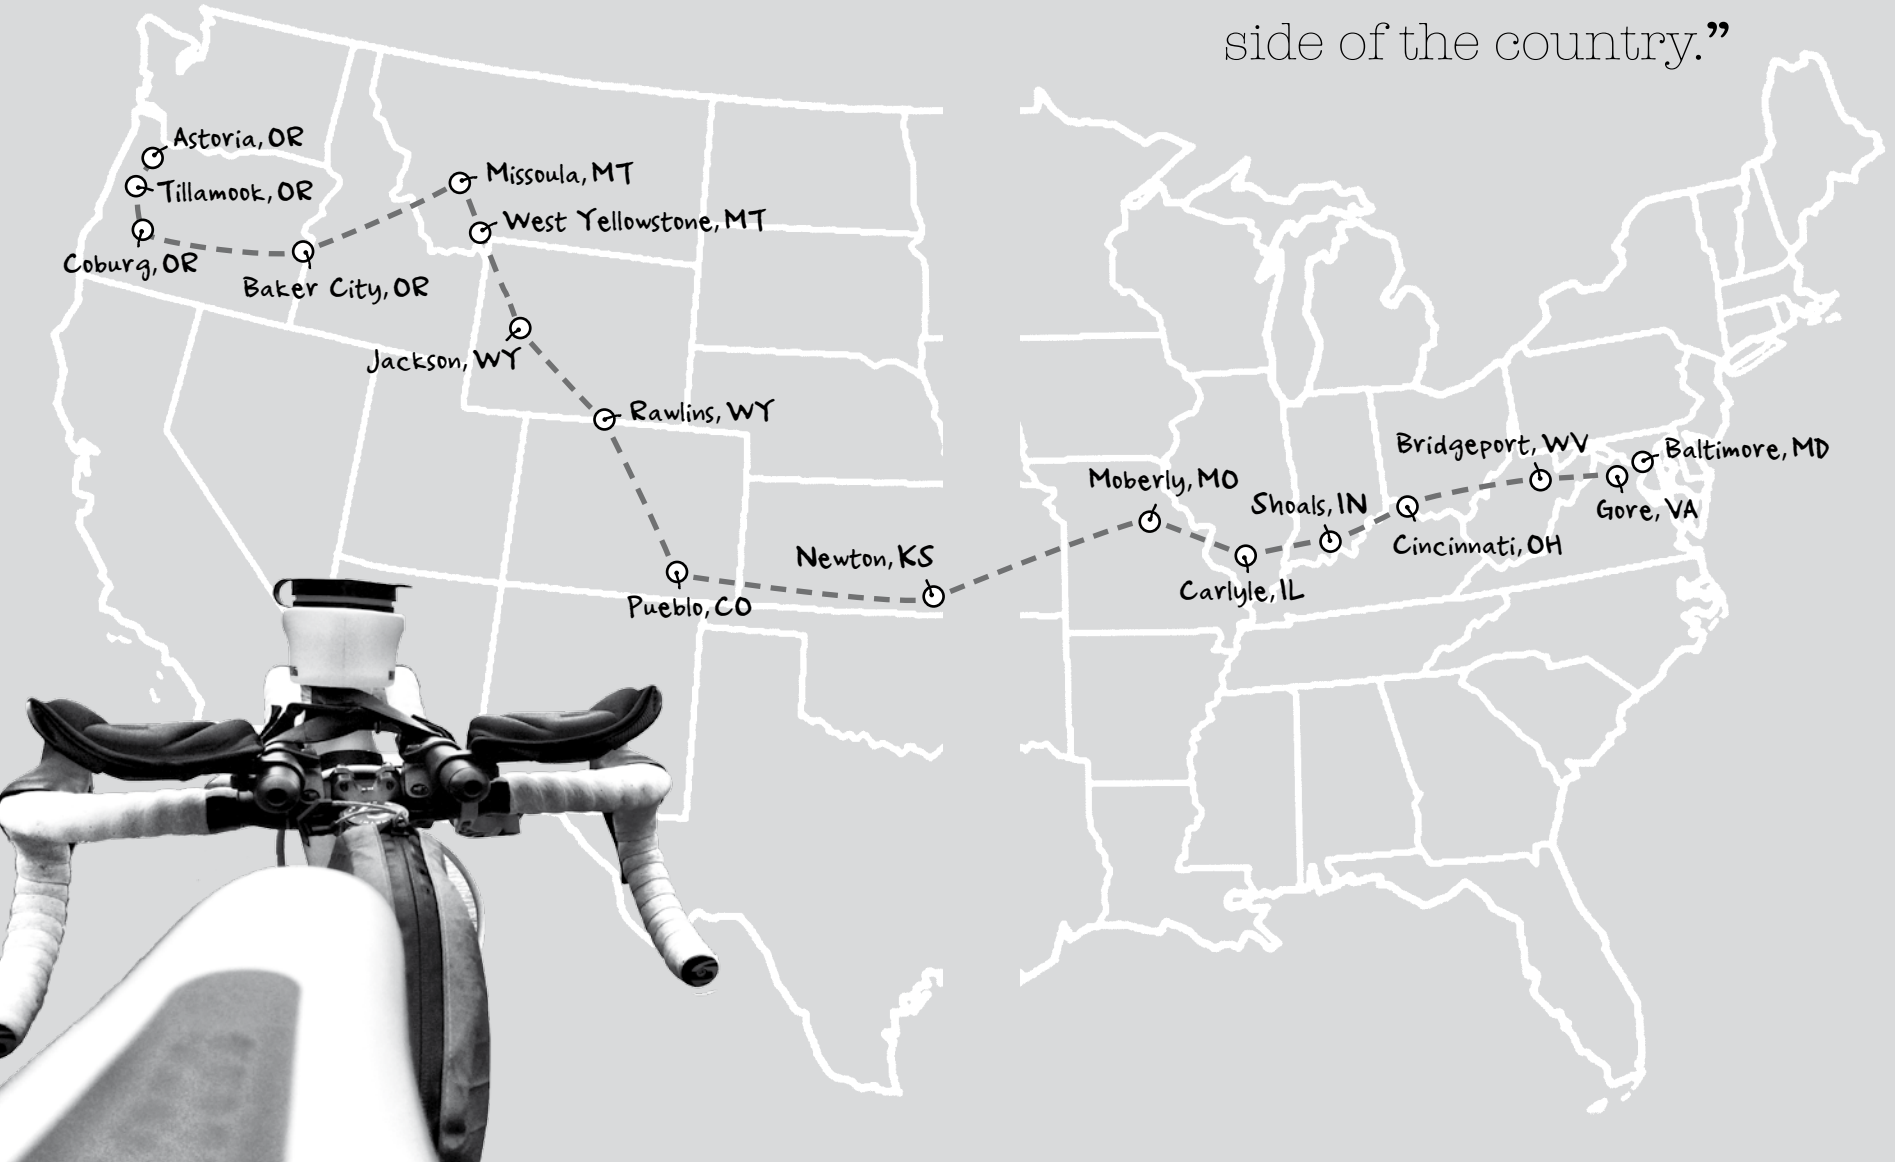 side of the country.”
Astoria, OR
Tillamook, OR
Coburg, OR
Baker City, OR
Missoula, MT
West Yellowstone, MT
Jackson, WY
Rawlins, WY
Pueblo, CO
Newton, KS
Moberly, MO
Carlyle, IL
Shoals, IN
Cincinnati, OH
Bridgeport, WV
Gore, VA
Baltimore, MD